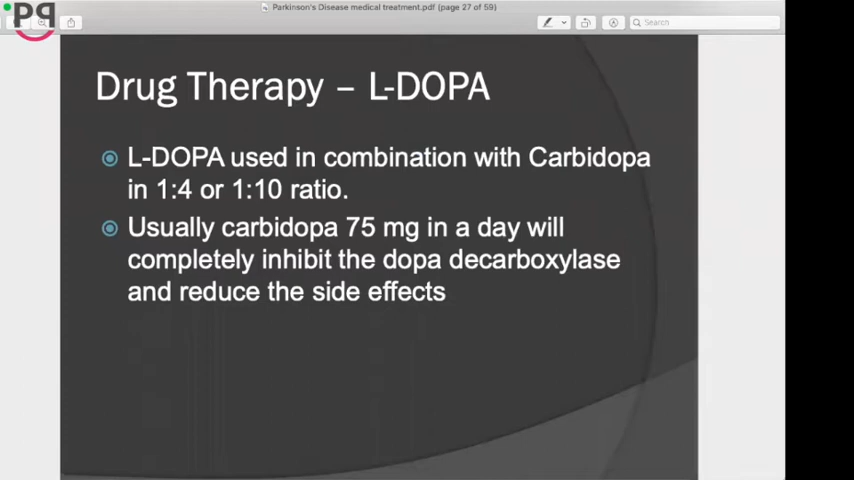 Parkinson's Disease medical treatment.pdf (page 27 of 59)
PP
Search
Drug Therapy – L-DOPA
L-DOPA used in combination with Carbidopa
in 1:4 or 1:10 ratio.
Usually carbidopa 75 mg in a day will
completely inhibit the dopa decarboxylase
and reduce the side effects